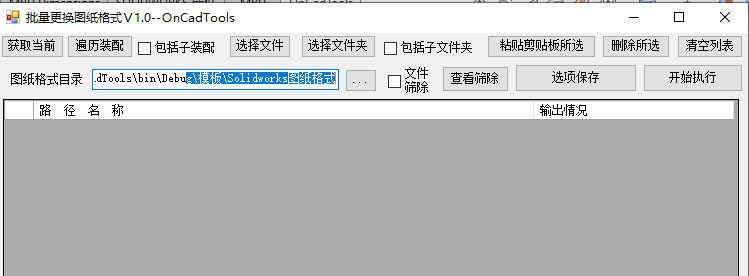 批量更换图纸格式V1.0--OnCadTools
获取当前 遍历装配 包括子装配 选择文件 选择文件夹 包括子文件夹 粘贴剪贴板所选 删除所选 清空列表
图纸格式目录 .dTools\bin\Debug\模板\Solidworks图纸格式 ... 文件筛除 查看筛除 选项保存 开始执行
路 径 名 称 输出情况